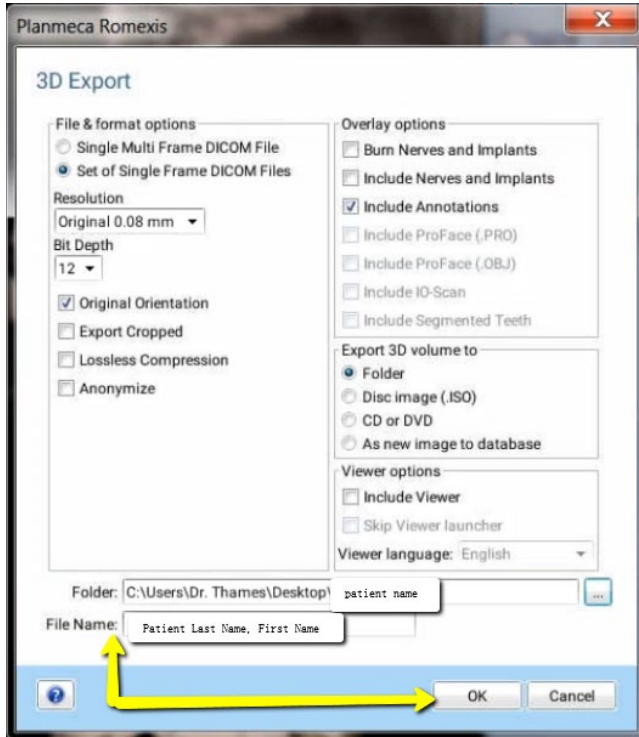 Planmeca Romexis
3D Export
File & format options
Single Multi Frame DICOM File
Set of Single Frame DICOM Files
Resolution
Original 0.08 mm
Bit Depth
12
Original Orientation
Export Cropped
Lossless Compression
Anonymize
Overlay options
Burn Nerves and Implants
Include Nerves and Implants
Include Annotations
Include ProFace (.PRO)
Include ProFace (.OBJ)
Include IO-Scan
Include Segmented Teeth
Export 3D volume to
Folder
Disc image (.ISO)
CD or DVD
As new image to database
Viewer options
Include Viewer
Skip Viewer launcher
Viewer language: English
Folder: C:\Users\Dr. Thames\Desktop\ patient name ...
File Name: Patient Last Name, First Name
? OK Cancel